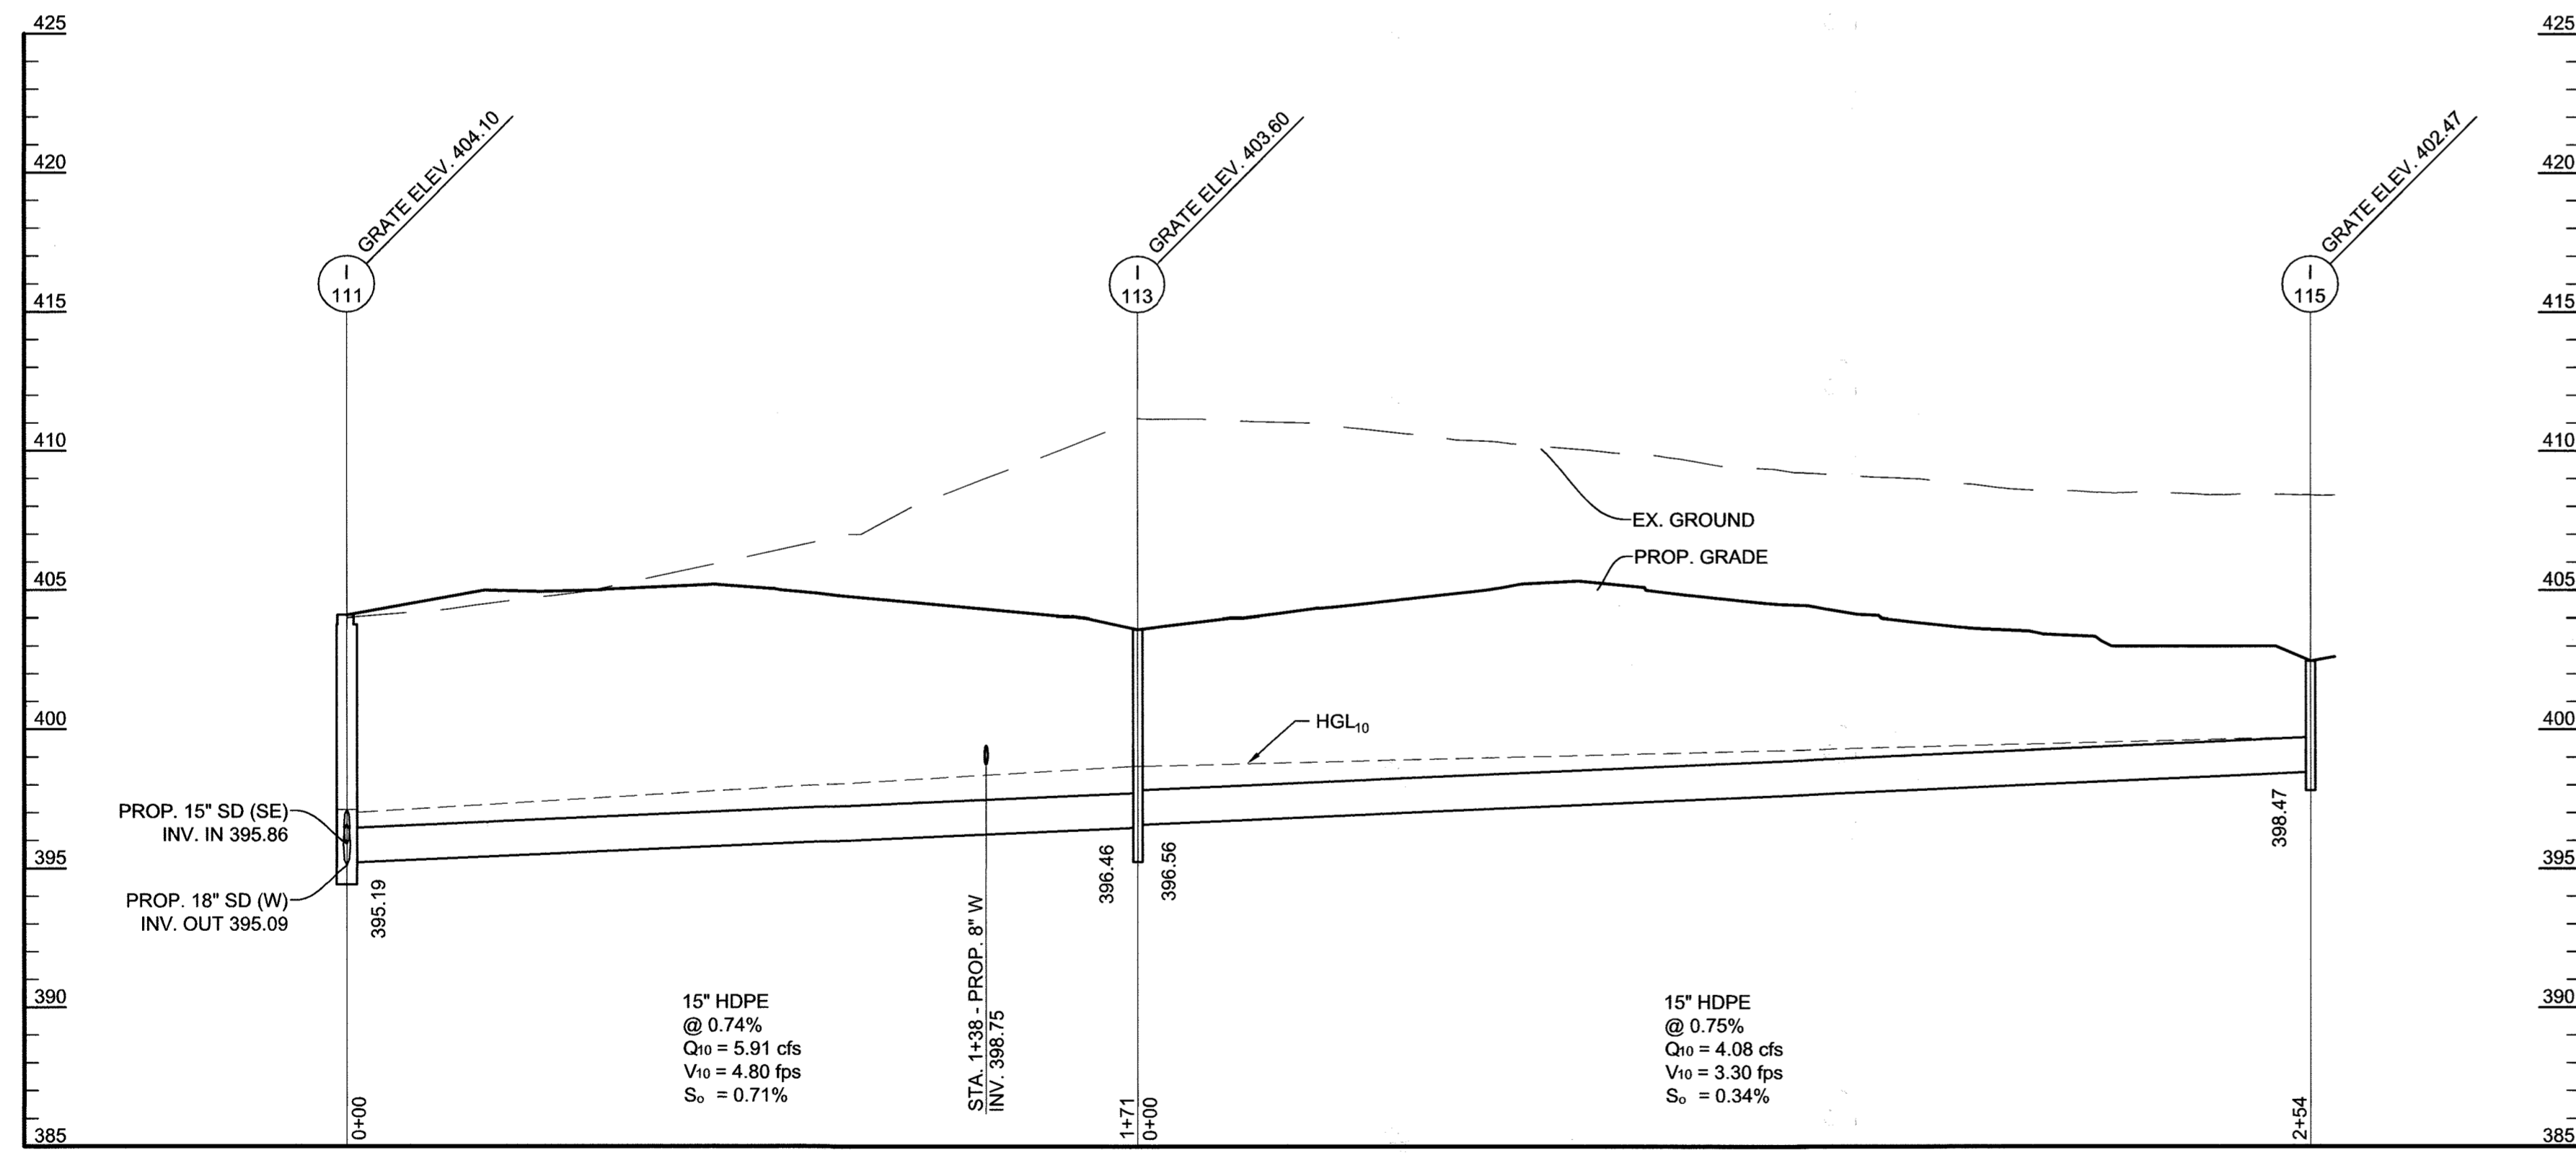 425
425
GRATE ELEV. 404.10
GRATE ELEV. 403.60
GRATE ELEV. 402.47
420
420
I
111
I
113
I
115
415
415
410
410
EX. GROUND
PROP. GRADE
405
405
400
400
HGL10
PROP. 15" SD (SE)
INV. IN 395.86
PROP. 18" SD (W)
INV. OUT 395.09
395
395
395.19
396.46
396.56
398.47
STA. 1+38 - PROP. 8" W
INV. 398.75
390
390
15" HDPE
@ 0.74%
Q10 = 5.91 cfs
V10 = 4.80 fps
So = 0.71%
15" HDPE
@ 0.75%
Q10 = 4.08 cfs
V10 = 3.30 fps
So = 0.34%
0+00
1+71
0+00
2+54
385
385